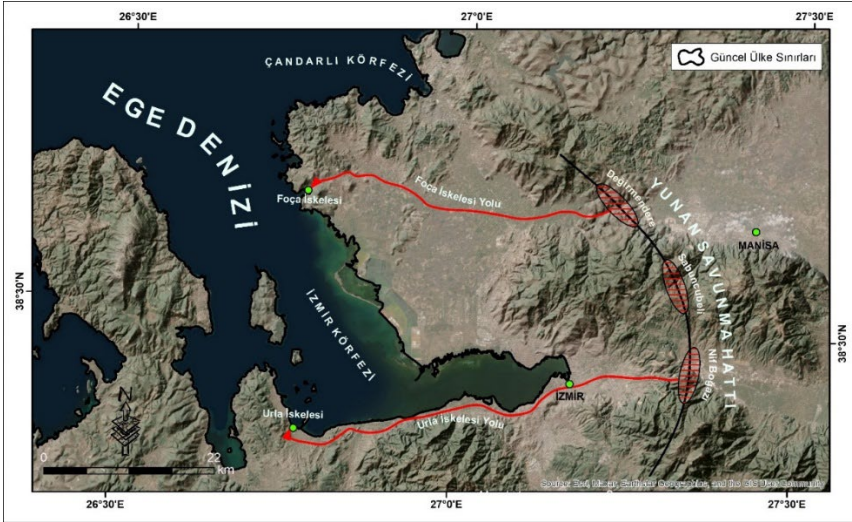 26°30'E
27°0'E
27°30'E
Güncel Ülke Sınırları
ÇANDARLI KÖRFEZİ
EGE DENİZİ
Foça İskelesi
Foça İskelesi Yolu
Değirmendere
YUNAN SAVUNMA HATTI
MANİSA
Sabuncubeli
38°30'N
38°30'N
İZMİR KÖRFEZİ
Nif Boğazı
İZMİR
Urla İskelesi
Urla İskelesi Yolu
N
0
22
km
Source: Esri, Maxar, Earthstar Geographics, and the GIS User Community
26°30'E
27°0'E
27°30'E